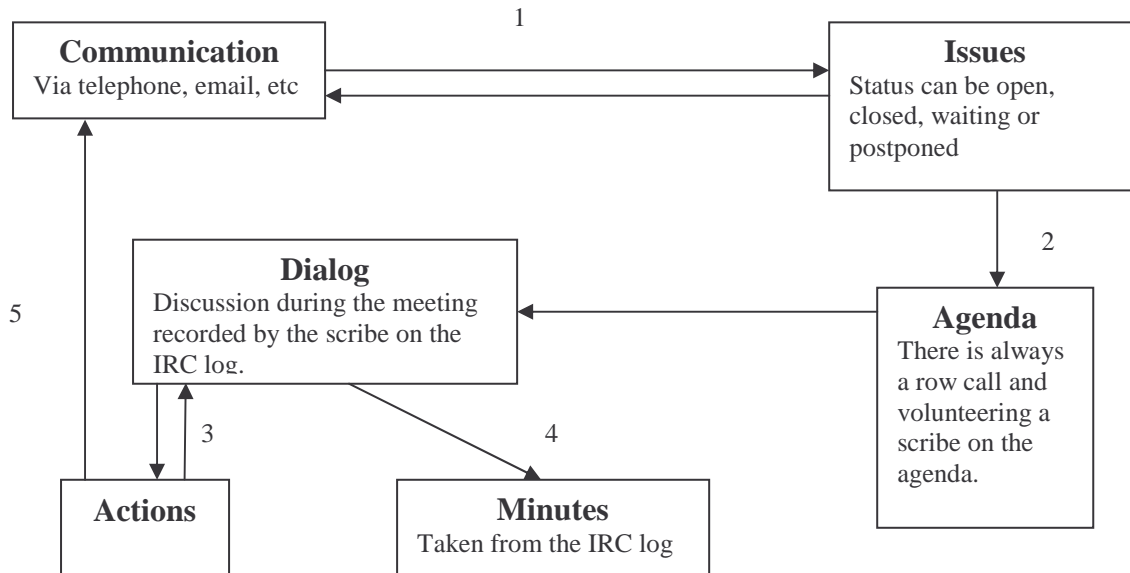 1
Communication
Via telephone, email, etc
Issues
Status can be open,
closed, waiting or
postponed
2
Dialog
Discussion during the meeting
recorded by the scribe on the
IRC log.
5
Agenda
There is always
a row call and
volunteering a
scribe on the
agenda.
3
4
Actions
Minutes
Taken from the IRC log